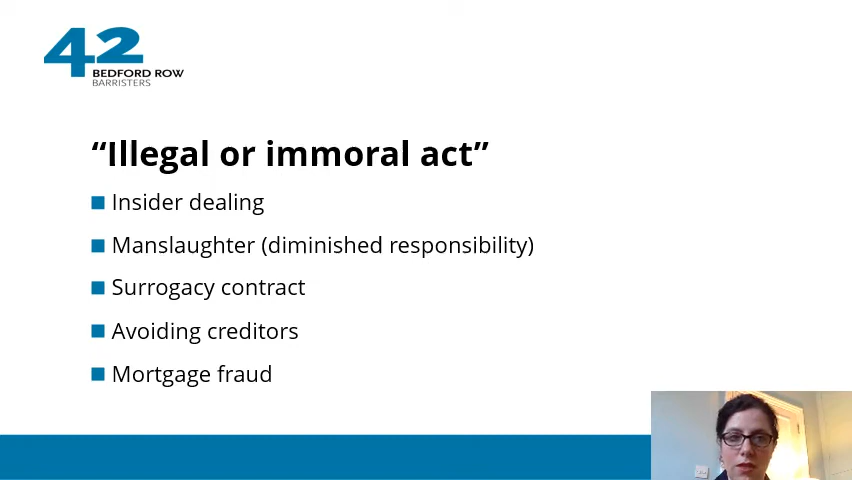 42
BEDFORD ROW
BARRISTERS
“Illegal or immoral act”
Insider dealing
Manslaughter (diminished responsibility)
Surrogacy contract
Avoiding creditors
Mortgage fraud